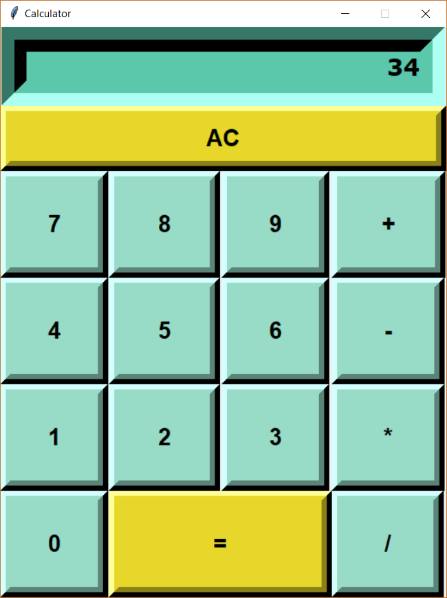 Calculator
34
AC
7 8 9 +
4 5 6 -
1 2 3 *
0 = /